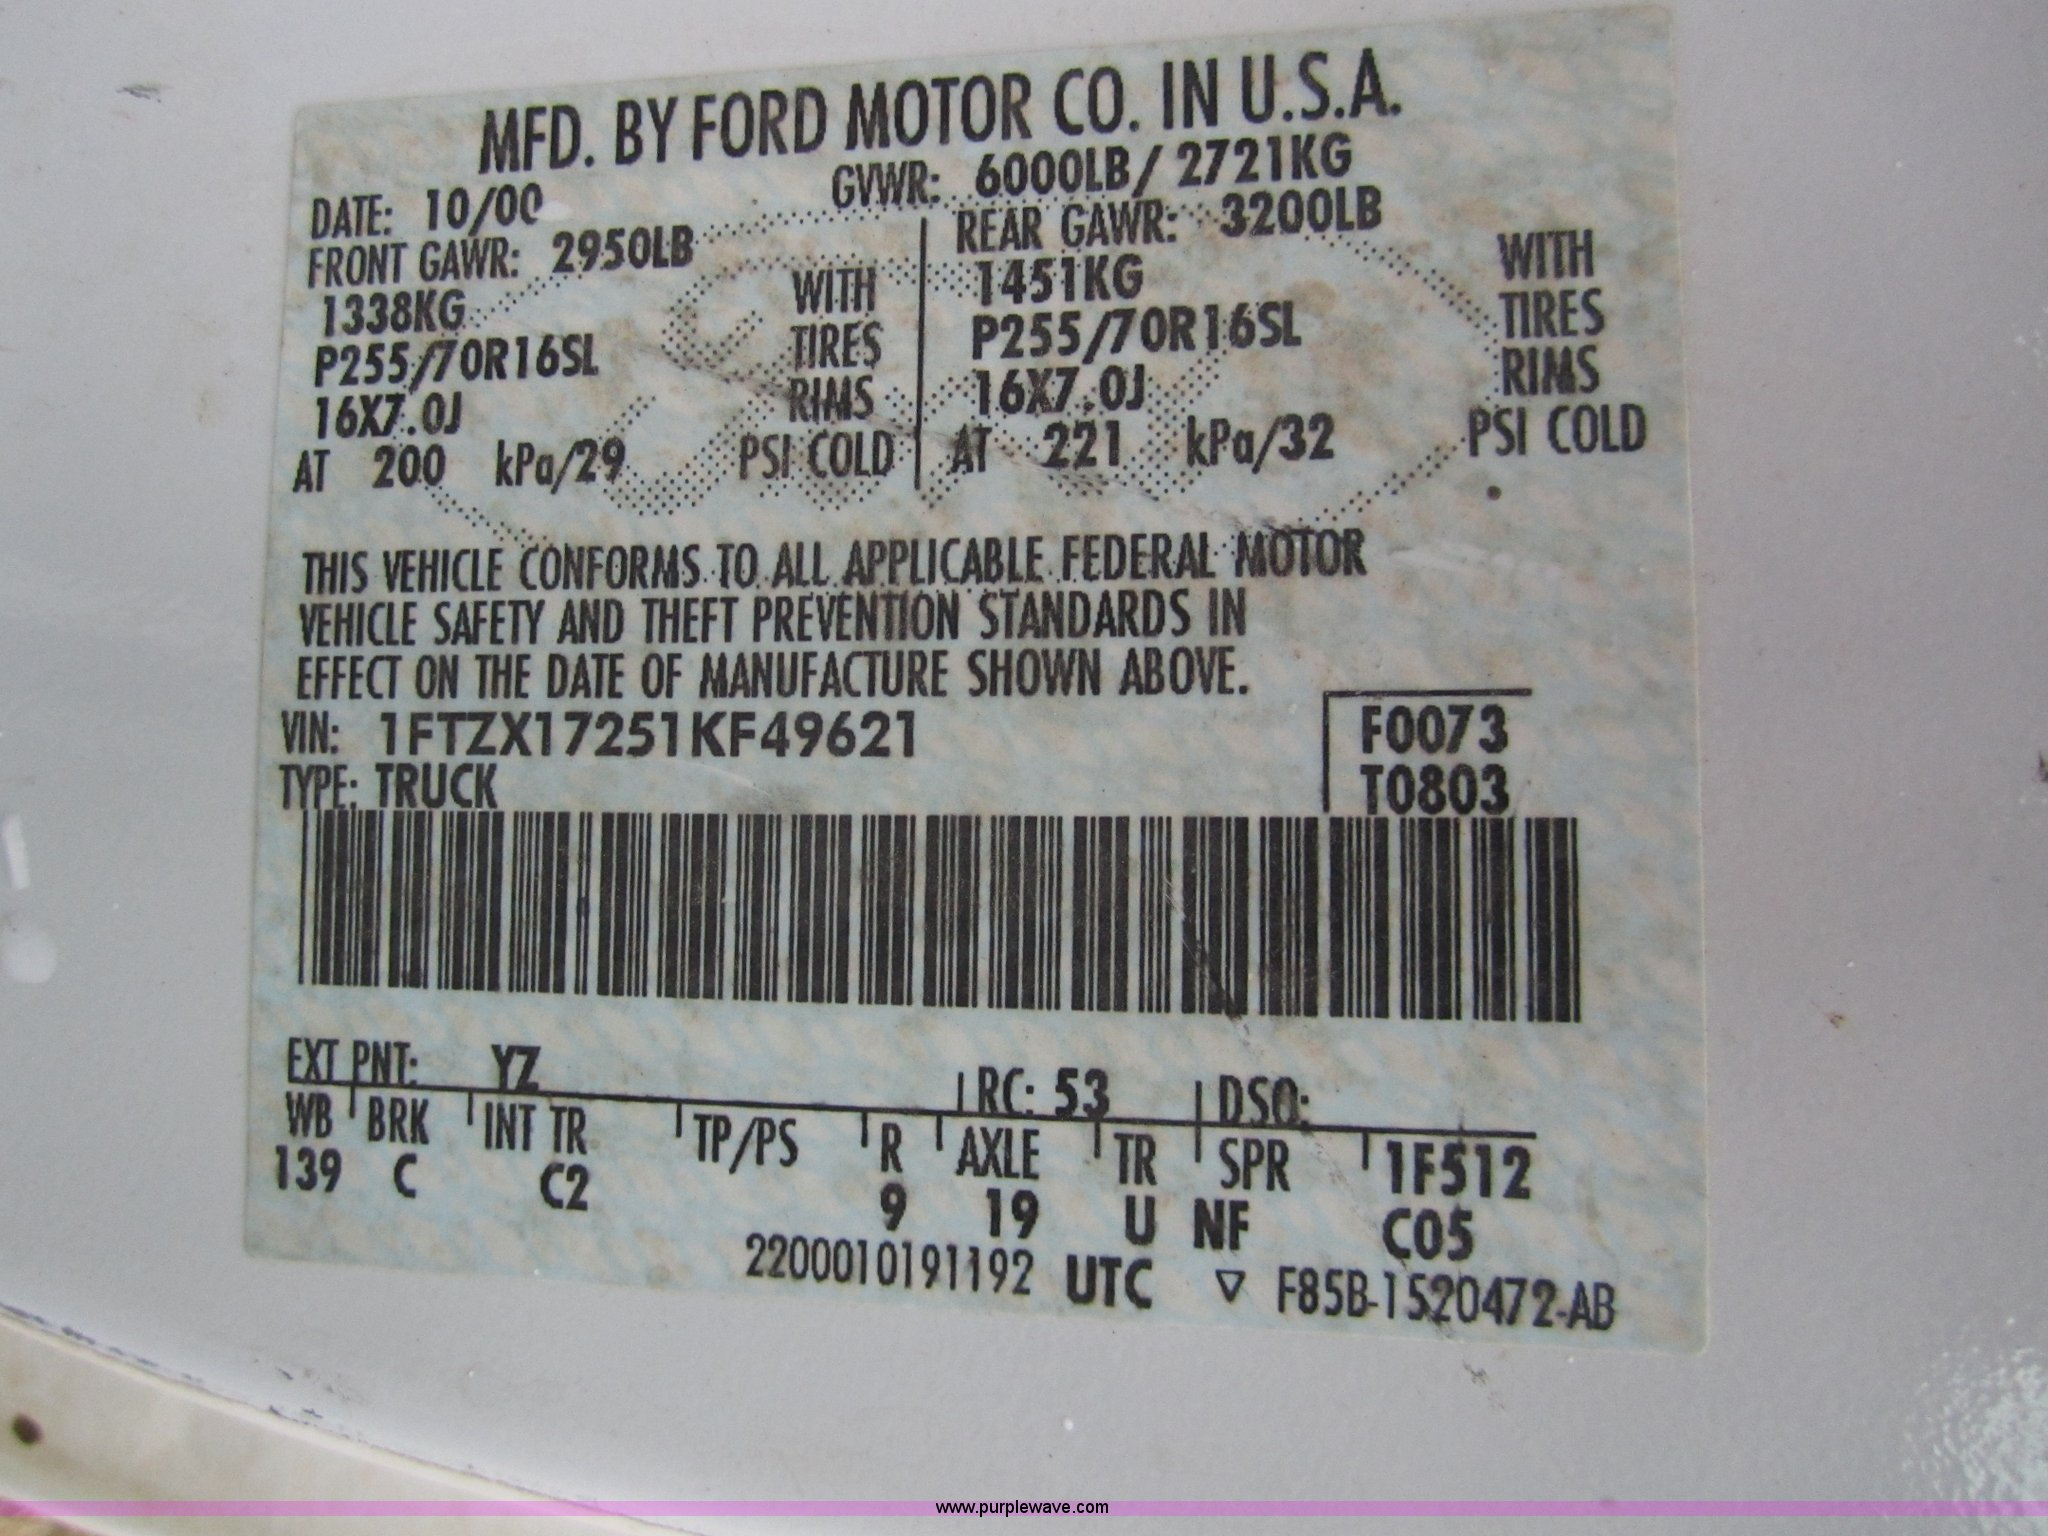 MFD. BY FORD MOTOR CO. IN U.S.A.
DATE: 10/00 GVWR: 6000LB/ 2721KG
FRONT GAWR: 2950LB
1338KG WITH
P255/70R16SL TIRES
16X7.0J RIMS
AT 200 kPa/29 PSI COLD
REAR GAWR: 3200LB
1451KG WITH
P255/70R16SL TIRES
16X7.0J RIMS
AT 221 kPa/32 PSI COLD
THIS VEHICLE CONFORMS TO ALL APPLICABLE FEDERAL MOTOR
VEHICLE SAFETY AND THEFT PREVENTION STANDARDS IN
EFFECT ON THE DATE OF MANUFACTURE SHOWN ABOVE.
VIN: 1FTZX17251KF49621 F0073
TYPE: TRUCK T0803
EXT PNT: YZ RC: 53 DSO:
WB BRK INT TR TP/PS R AXLE TR SPR 1F512
139 C C2 9 19 U NF C05
2200010191192 UTC ▽ F85B-1520472-AB
www.purplewave.com